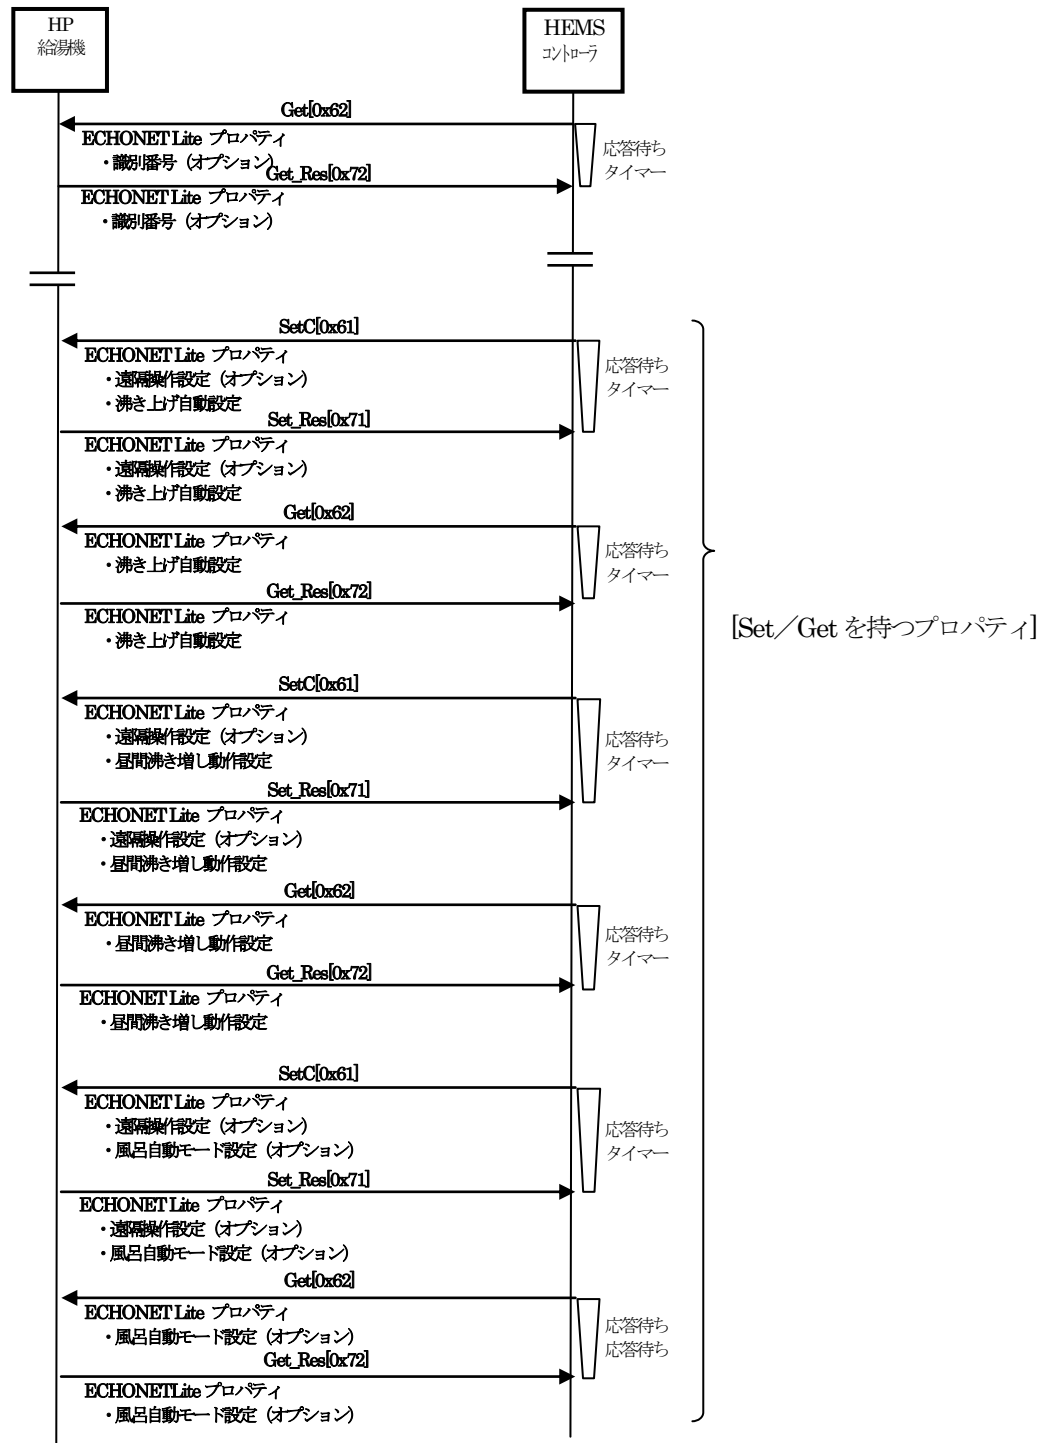 HP
給湯機
HEMS
コントローラ
Get[0x62]
ECHONET Lite プロパティ
・識別番号（オプション）
応答待ち
タイマー
Get_Res[0x72]
ECHONET Lite プロパティ
・識別番号（オプション）
SetC[0x61]
ECHONET Lite プロパティ
・遠隔操作設定（オプション）
・沸き上げ自動設定
応答待ち
タイマー
Set_Res[0x71]
ECHONET Lite プロパティ
・遠隔操作設定（オプション）
・沸き上げ自動設定
Get[0x62]
ECHONET Lite プロパティ
・沸き上げ自動設定
応答待ち
タイマー
Get_Res[0x72]
ECHONET Lite プロパティ
・沸き上げ自動設定
[Set／Get を持つプロパティ]
SetC[0x61]
ECHONET Lite プロパティ
・遠隔操作設定（オプション）
・昼間沸き増し動作設定
応答待ち
タイマー
Set_Res[0x71]
ECHONET Lite プロパティ
・遠隔操作設定（オプション）
・昼間沸き増し動作設定
Get[0x62]
ECHONET Lite プロパティ
・昼間沸き増し動作設定
応答待ち
タイマー
Get_Res[0x72]
ECHONET Lite プロパティ
・昼間沸き増し動作設定
SetC[0x61]
ECHONET Lite プロパティ
・遠隔操作設定（オプション）
・風呂自動モード設定（オプション）
応答待ち
タイマー
Set_Res[0x71]
ECHONET Lite プロパティ
・遠隔操作設定（オプション）
・風呂自動モード設定（オプション）
Get[0x62]
ECHONET Lite プロパティ
・風呂自動モード設定（オプション）
応答待ち
応答待ち
Get_Res[0x72]
ECHONETLite プロパティ
・風呂自動モード設定（オプション）